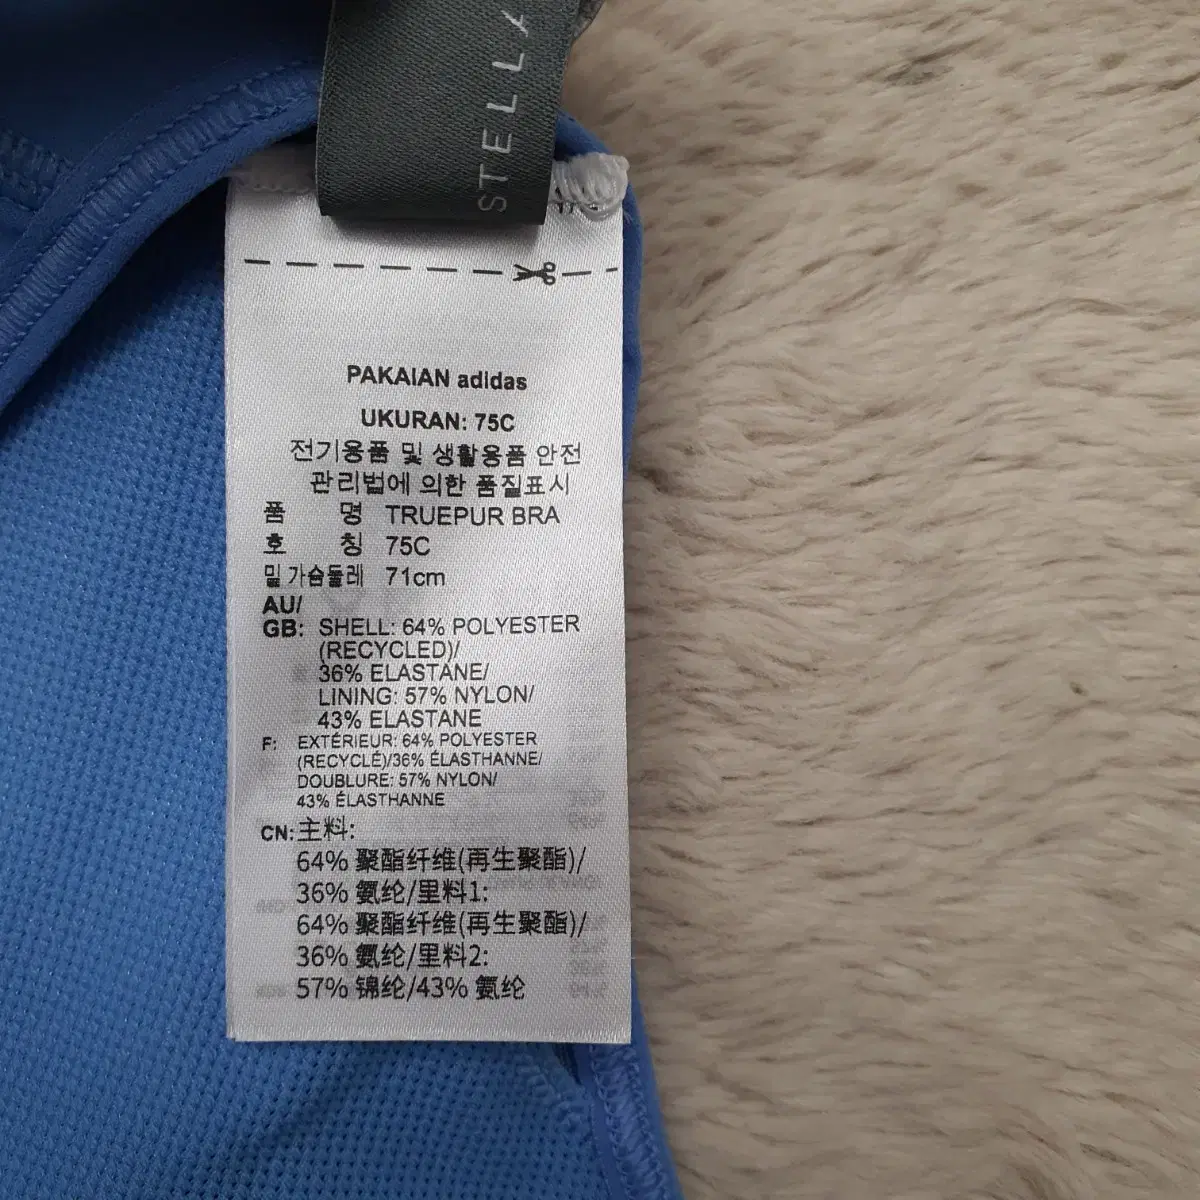 STELLA
PAKAIAN adidas
UKURAN: 75C
전기용품 및 생활용품 안전
관리법에 의한 품질표시
품 명 TRUEPUR BRA
호 칭 75C
밑가슴둘레 71cm
AU/
GB: SHELL: 64% POLYESTER
(RECYCLED)/
36% ELASTANE/
LINING: 57% NYLON/
43% ELASTANE
F: EXTÉRIEUR: 64% POLYESTER
(RECYCLÉ)/36% ÉLASTHANNE/
DOUBLURE: 57% NYLON/
43% ÉLASTHANNE
CN: 主料:
64% 聚酯纤维(再生聚酯)/
36% 氨纶/里料1:
64% 聚酯纤维(再生聚酯)/
36% 氨纶/里料2:
57% 锦纶/43% 氨纶